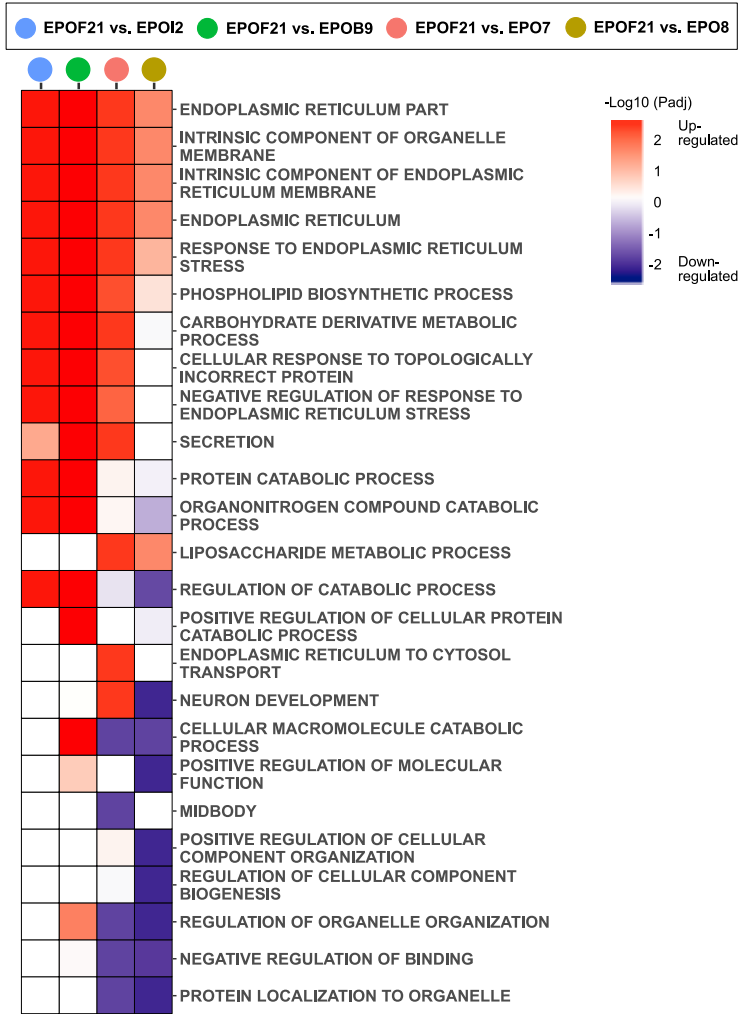 EPOF21 vs. EPOI2 EPOF21 vs. EPOB9 EPOF21 vs. EPO7 EPOF21 vs. EPO8
-Log10 (Padj)
2
1
0
-1
-2
Up-
regulated
Down-
regulated
ENDOPLASMIC RETICULUM PART
INTRINSIC COMPONENT OF ORGANELLE
MEMBRANE
INTRINSIC COMPONENT OF ENDOPLASMIC
RETICULUM MEMBRANE
ENDOPLASMIC RETICULUM
RESPONSE TO ENDOPLASMIC RETICULUM
STRESS
PHOSPHOLIPID BIOSYNTHETIC PROCESS
CARBOHYDRATE DERIVATIVE METABOLIC
PROCESS
CELLULAR RESPONSE TO TOPOLOGICALLY
INCORRECT PROTEIN
NEGATIVE REGULATION OF RESPONSE TO
ENDOPLASMIC RETICULUM STRESS
SECRETION
PROTEIN CATABOLIC PROCESS
ORGANONITROGEN COMPOUND CATABOLIC
PROCESS
LIPOSACCHARIDE METABOLIC PROCESS
REGULATION OF CATABOLIC PROCESS
POSITIVE REGULATION OF CELLULAR PROTEIN
CATABOLIC PROCESS
ENDOPLASMIC RETICULUM TO CYTOSOL
TRANSPORT
NEURON DEVELOPMENT
CELLULAR MACROMOLECULE CATABOLIC
PROCESS
POSITIVE REGULATION OF MOLECULAR
FUNCTION
MIDBODY
POSITIVE REGULATION OF CELLULAR
COMPONENT ORGANIZATION
REGULATION OF CELLULAR COMPONENT
BIOGENESIS
REGULATION OF ORGANELLE ORGANIZATION
NEGATIVE REGULATION OF BINDING
PROTEIN LOCALIZATION TO ORGANELLE